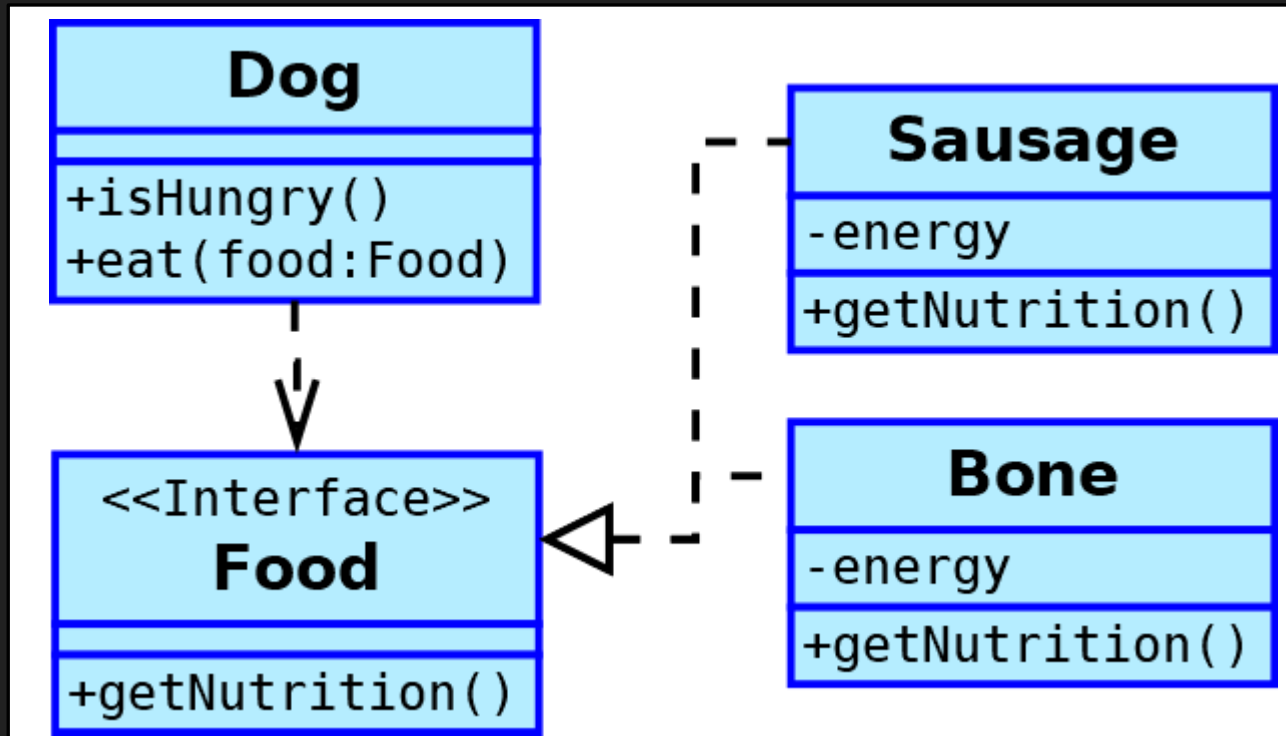 Dog
+isHungry()
+eat(food:Food)
<<Interface>>
Food
+getNutrition()
Sausage
-energy
+getNutrition()
Bone
-energy
+getNutrition()